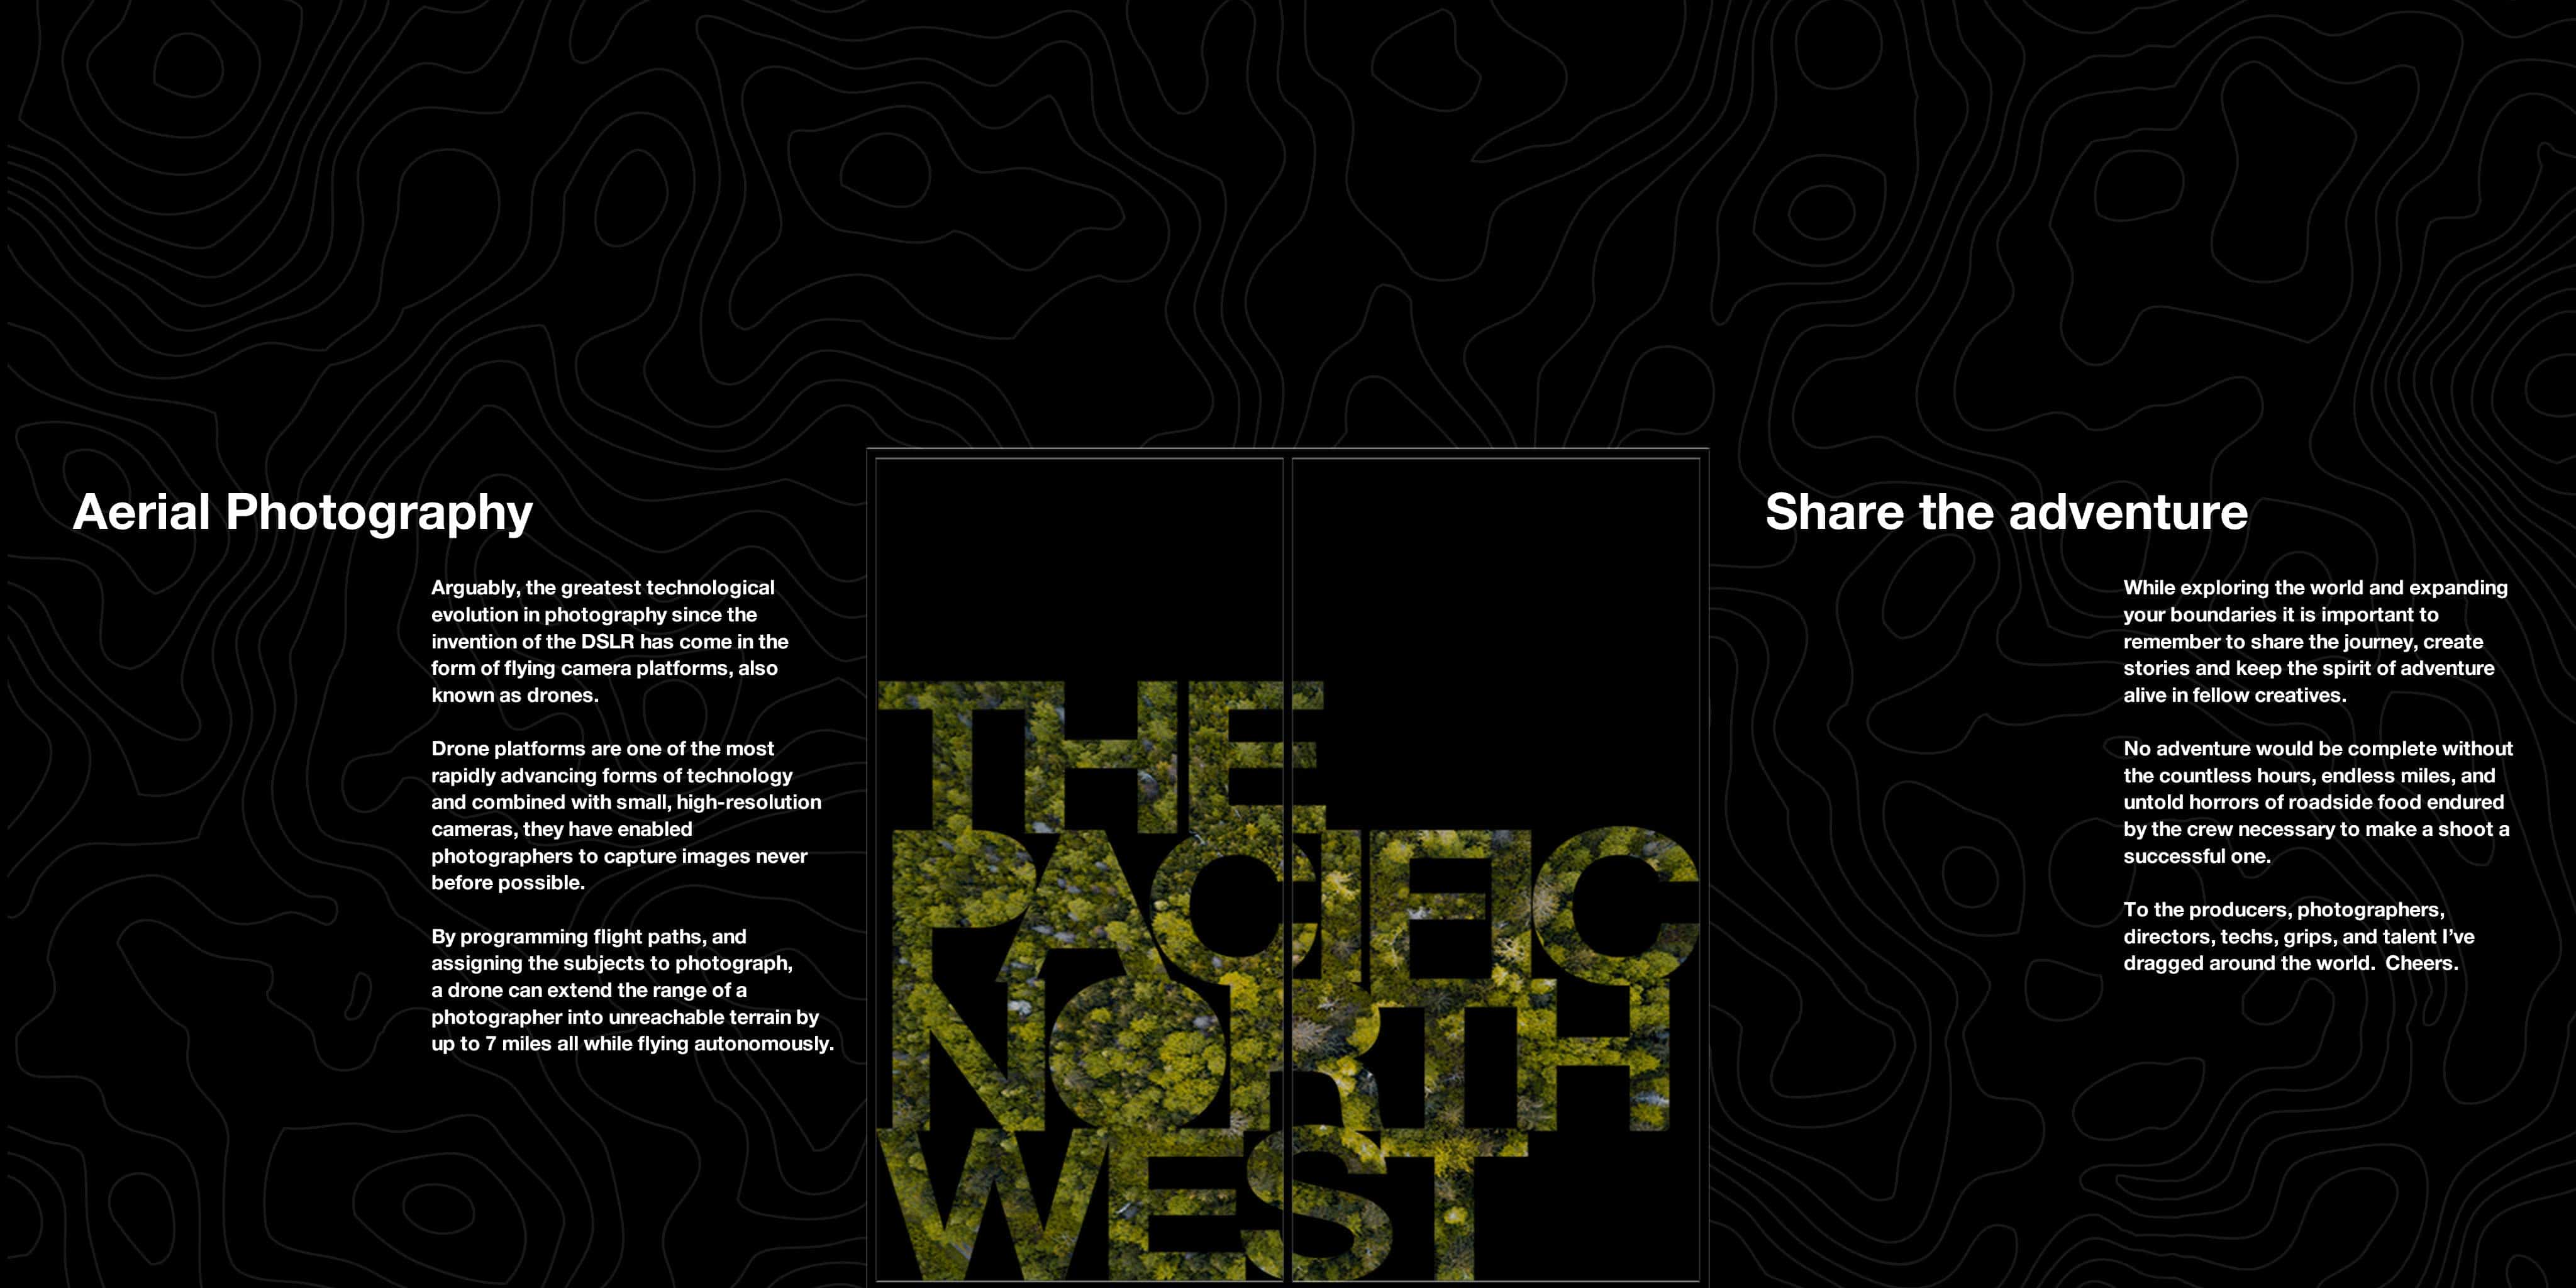 Aerial Photography
Arguably, the greatest technological
evolution in photography since the
invention of the DSLR has come in the
form of flying camera platforms, also
known as drones.
Drone platforms are one of the most
rapidly advancing forms of technology
and combined with small, high-resolution
cameras, they have enabled
photographers to capture images never
before possible.
By programming flight paths, and
assigning the subjects to photograph,
a drone can extend the range of a
photographer into unreachable terrain by
up to 7 miles all while flying autonomously.
THE
PACIFIC
NORTH
WEST
Share the adventure
While exploring the world and expanding
your boundaries it is important to
remember to share the journey, create
stories and keep the spirit of adventure
alive in fellow creatives.
No adventure would be complete without
the countless hours, endless miles, and
untold horrors of roadside food endured
by the crew necessary to make a shoot a
successful one.
To the producers, photographers,
directors, techs, grips, and talent I’ve
dragged around the world.  Cheers.